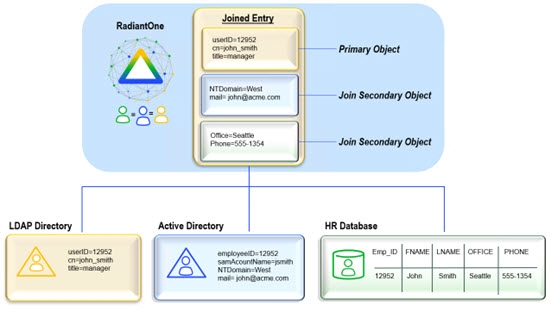 RadiantOne
Joined Entry
userID=12952
cn=john_smith
title=manager
Primary Object
NTDomain=West
mail= john@acme.com
Join Secondary Object
Office=Seattle
Phone=555-1354
Join Secondary Object
LDAP Directory
userID=12952
cn=john_smith
title=manager
Active Directory
employeeID=12952
samAccountName=jsmith
NTDomain=West
mail= john@acme.com
HR Database
Emp_ID FNAME LNAME OFFICE PHONE
12952 John Smith Seattle 555-1354